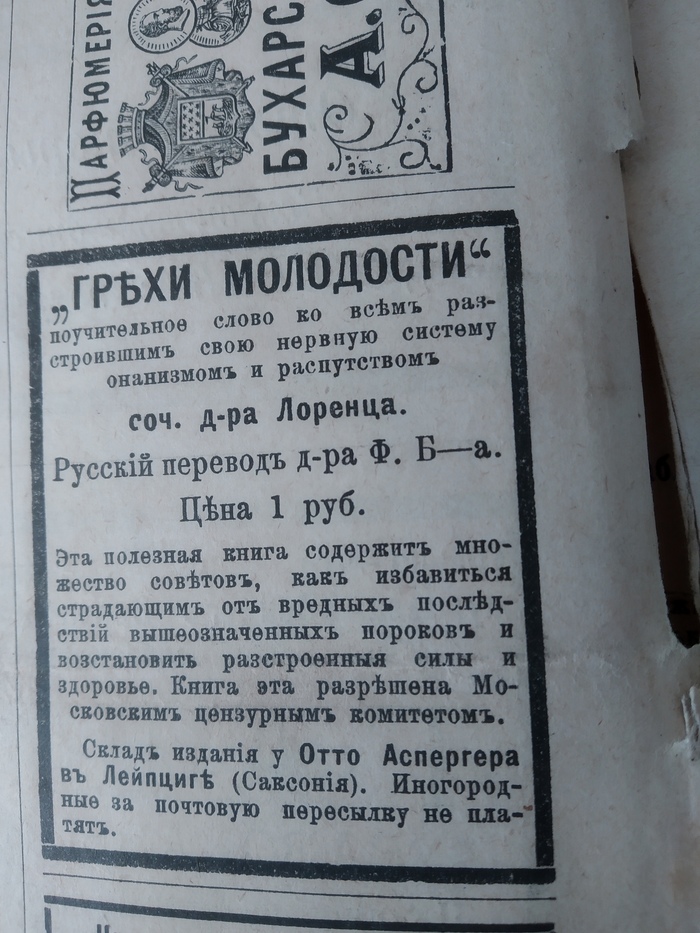 ПАРФЮМЕРІЯ
БУХАРС
А.
„ГРѢХИ МОЛОДОСТИ“
поучительное слово ко всѣмъ раз-
строившимъ свою нервную систему
онанизмомъ и распутствомъ
соч. д-ра Лоренца.
Русскій переводъ д-ра Ф. Б—а.
Цѣна 1 руб.
Эта полезная книга содержитъ мно-
жество совѣтовъ, какъ избавиться
страдающимъ отъ вредныхъ послѣд-
ствій вышеозначенныхъ пороковъ и
возстановить разстроенныя силы и
здоровье. Книга эта разрѣшена Мо-
сковскимъ цензурнымъ комитетомъ.
Складъ изданія у Отто Аспергера
въ Лейпцигѣ (Саксонія). Иногород-
ные за почтовую пересылку не пла-
тятъ.